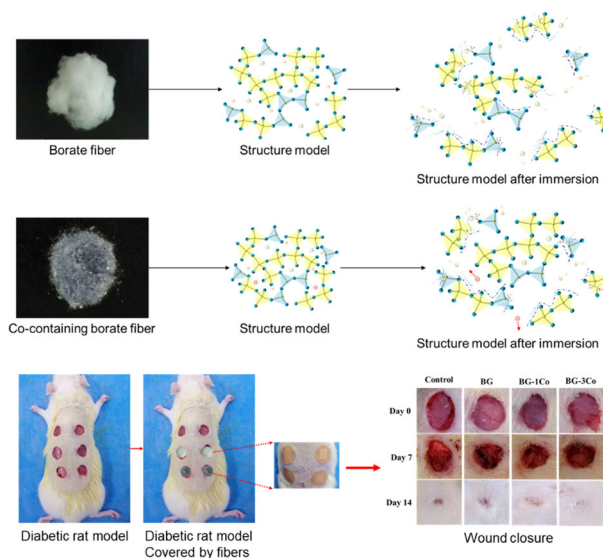 Borate fiber
Structure model
Structure model after immersion
Co-containing borate fiber
Structure model
Structure model after immersion
Control
BG
BG-1Co
BG-3Co
Day 0
Day 7
Day 14
Diabetic rat model
Diabetic rat model
Covered by fibers
Wound closure